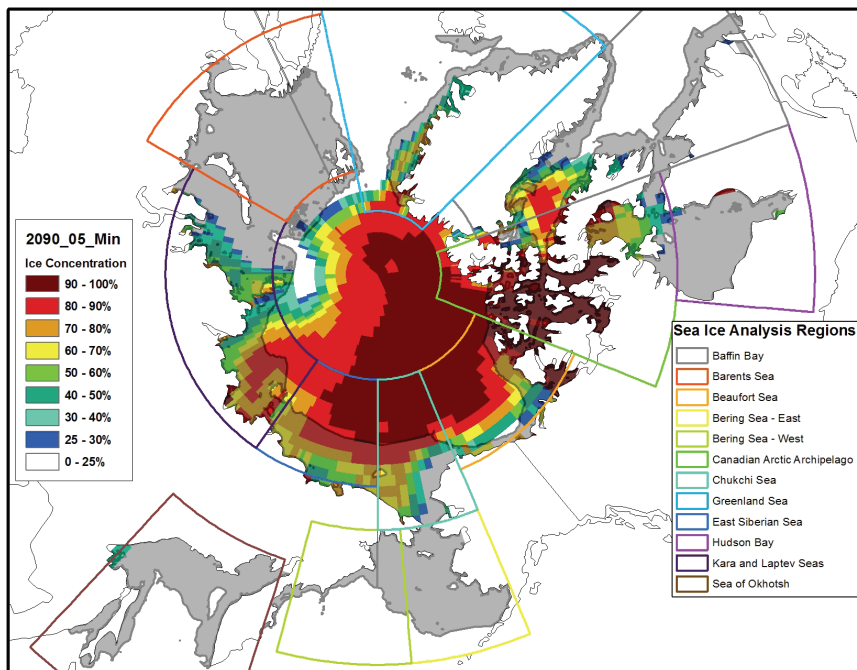 2090_05_Min
Ice Concentration
90 - 100%
80 - 90%
70 - 80%
60 - 70%
50 - 60%
40 - 50%
30 - 40%
25 - 30%
0 - 25%
Sea Ice Analysis Regions
Baffin Bay
Barents Sea
Beaufort Sea
Bering Sea - East
Bering Sea - West
Canadian Arctic Archipelago
Chukchi Sea
Greenland Sea
East Siberian Sea
Hudson Bay
Kara and Laptev Seas
Sea of Okhotsh